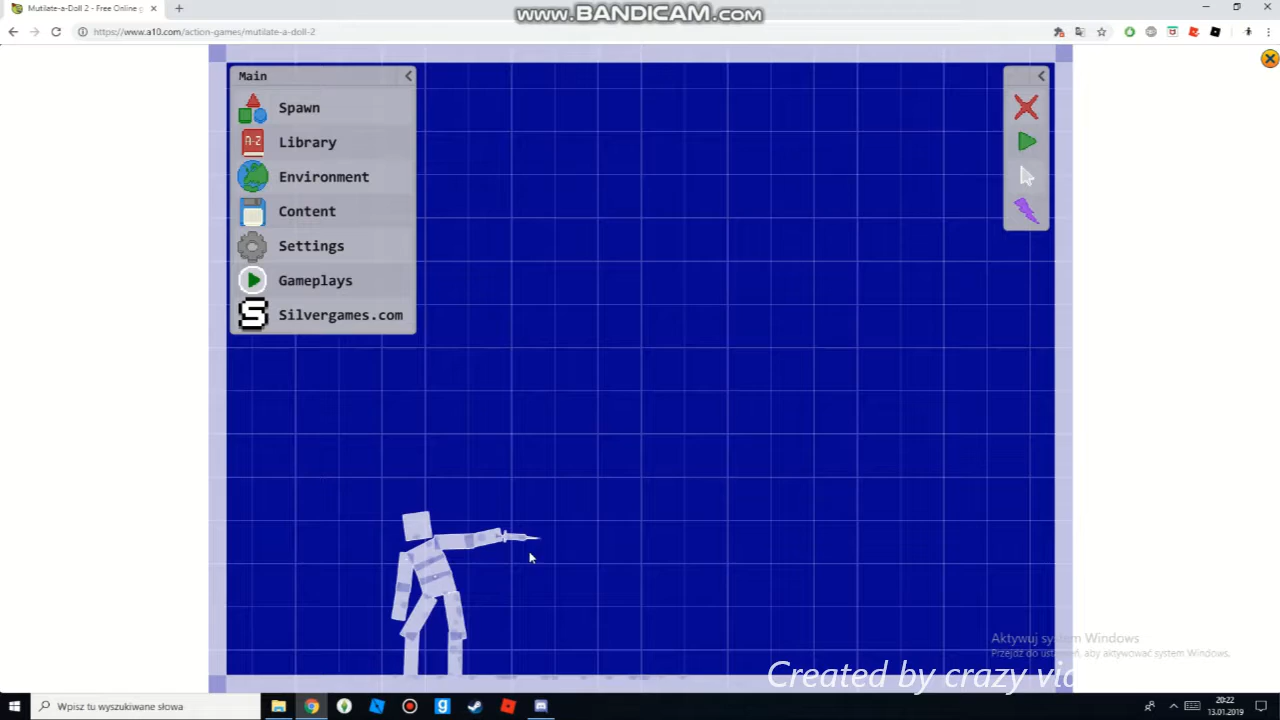 www.BANDICAM.com
Mutilate-a-Doll 2 - Free Online g
https://www.a10.com/action-games/mutilate-a-doll-2
Main
Spawn
A-Z
Library
Environment
Content
Settings
Gameplays
S
Silvergames.com
Aktywuj system Windows
Przejdź do ustawień, aby aktywować system Windows.
Created by crazy vid
Wpisz tu wyszukiwane słowa
20:22
13.01.2019